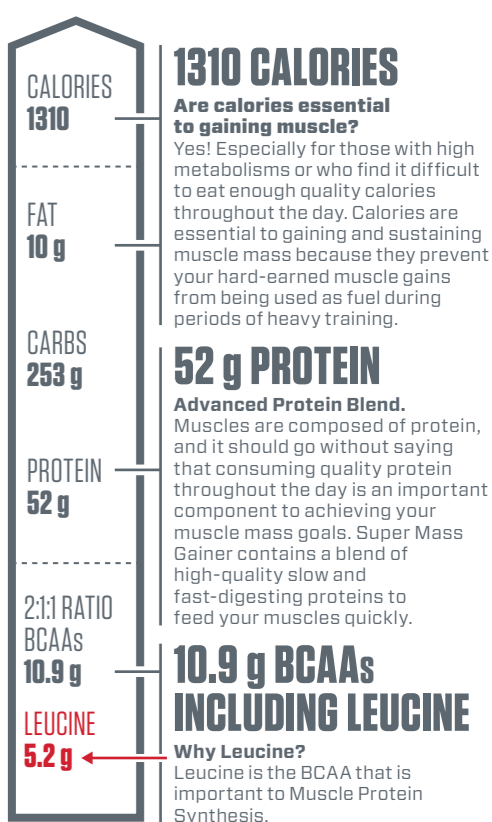 CALORIES
1310
FAT
10 g
CARBS
253 g
PROTEIN
52 g
2:1:1 RATIO
BCAAs
10.9 g
LEUCINE
5.2 g
1310 CALORIES
Are calories essential
to gaining muscle?
Yes! Especially for those with high
metabolisms or who find it difficult
to eat enough quality calories
throughout the day. Calories are
essential to gaining and sustaining
muscle mass because they prevent
your hard-earned muscle gains
from being used as fuel during
periods of heavy training.
52 g PROTEIN
Advanced Protein Blend.
Muscles are composed of protein,
and it should go without saying
that consuming quality protein
throughout the day is an important
component to achieving your
muscle mass goals. Super Mass
Gainer contains a blend of
high-quality slow and
fast-digesting proteins to
feed your muscles quickly.
10.9 g BCAAs
INCLUDING LEUCINE
Why Leucine?
Leucine is the BCAA that is
important to Muscle Protein
Synthesis.